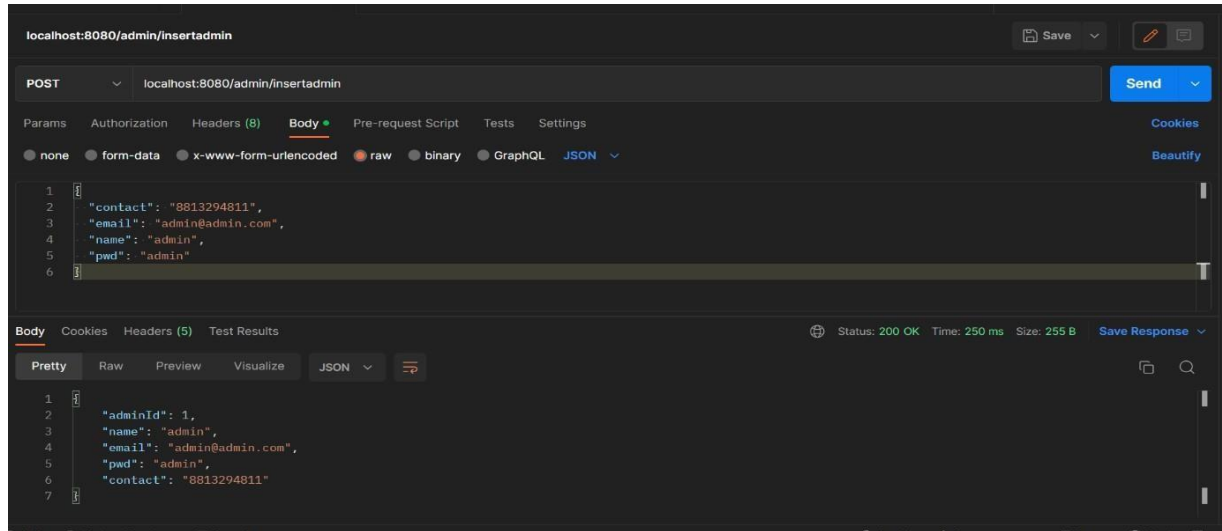 localhost:8080/admin/insertadmin Save
POST localhost:8080/admin/insertadmin Send
Params Authorization Headers (8) Body Pre-request Script Tests Settings Cookies
none form-data x-www-form-urlencoded raw binary GraphQL JSON Beautify
1 {
2 "contact": "8813294811",
3 "email": "admin@admin.com",
4 "name": "admin",
5 "pwd": "admin"
6 }
Body Cookies Headers (5) Test Results Status: 200 OK Time: 250 ms Size: 255 B Save Response
Pretty Raw Preview Visualize JSON
1 {
2 "adminId": 1,
3 "name": "admin",
4 "email": "admin@admin.com",
5 "pwd": "admin",
6 "contact": "8813294811"
7 }